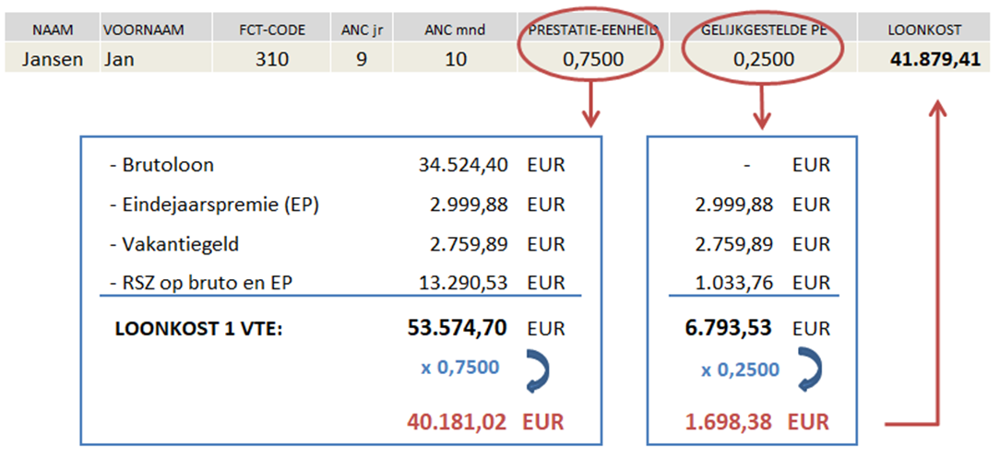 NAAM VOORNAAM FCT-CODE ANC jr ANC mnd PRESTATIE-EENHEID GELIJKGESTELDE PE LOONKOST
Jansen Jan 310 9 10 0,7500 0,2500 41.879,41
- Brutoloon 34.524,40 EUR - EUR
- Eindejaarspremie (EP) 2.999,88 EUR 2.999,88 EUR
- Vakantiegeld 2.759,89 EUR 2.759,89 EUR
- RSZ op bruto en EP 13.290,53 EUR 1.033,76 EUR
LOONKOST 1 VTE: 53.574,70 EUR 6.793,53 EUR
x 0,7500 x 0,2500
40.181,02 EUR 1.698,38 EUR